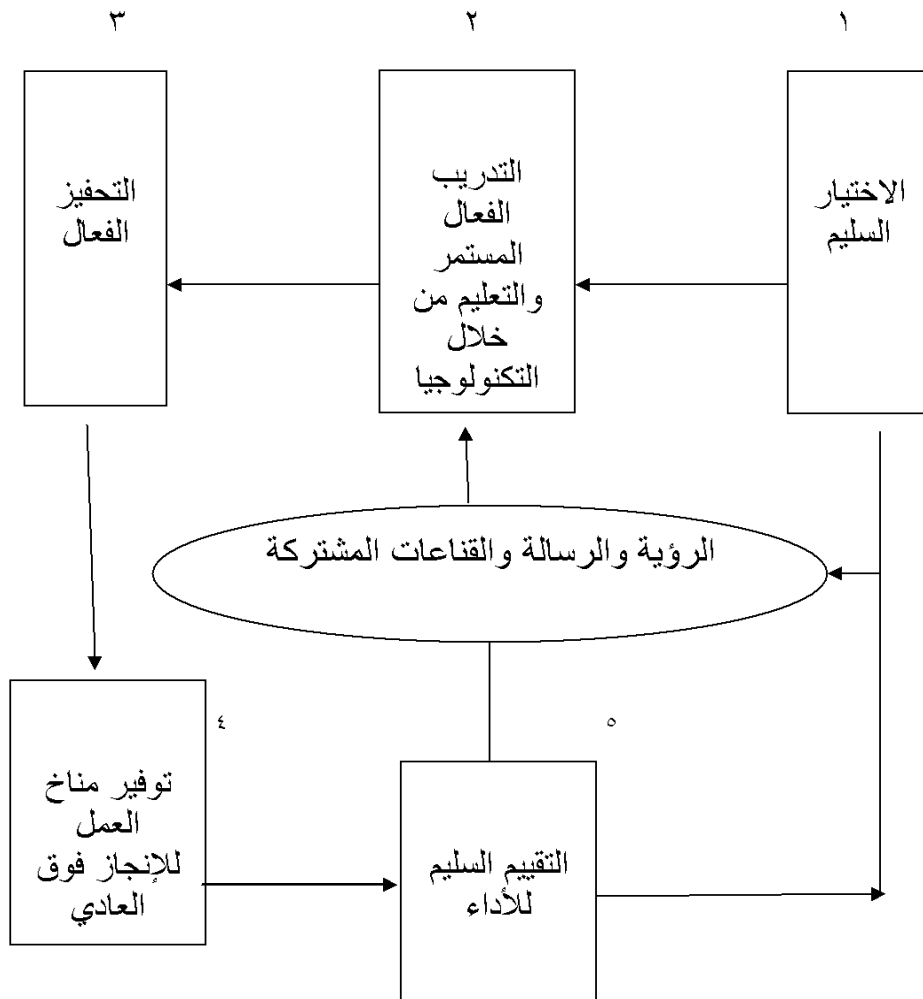 ١
٢
٣
الاختيار
السليم
التدريب
الفعال
المستمر
والتعليم من
خلال
التكنولوجيا
التحفيز
الفعال
الرؤية والرسالة والقناعات المشتركة
٤
توفير مناخ
العمل
للإنجاز فوق
العادي
٥
التقييم السليم
للأداء